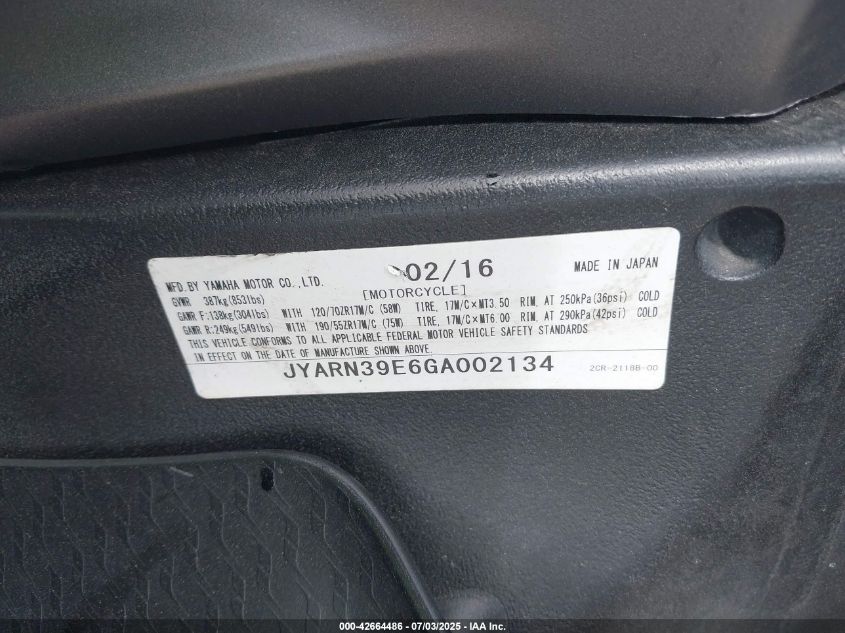 02/16
MFD.BY YAMAHA MOTOR CO.,LTD. MADE IN JAPAN
[MOTORCYCLE]
GVWR 387kg(853lbs)
GAWR F:138kg(304lbs) WITH 120/70ZR17M/C (58W) TIRE, 17M/C×MT3.50 RIM, AT 250kPa(36psi) COLD
GAWR R:249kg(549lbs) WITH 190/55ZR17M/C (75W) TIRE, 17M/C×MT6.00 RIM, AT 290kPa(42psi) COLD
THIS VEHICLE CONFORMS TO ALL APPLICABLE FEDERAL MOTOR VEHICLE SAFETY STANDARDS
IN EFFECT ON THE DATE OF MANUFACTURE SHOWN ABOVE.
JYARN39E6GA002134 2CR-2118B-00
000-42664486 - 07/03/2025 - IAA Inc.